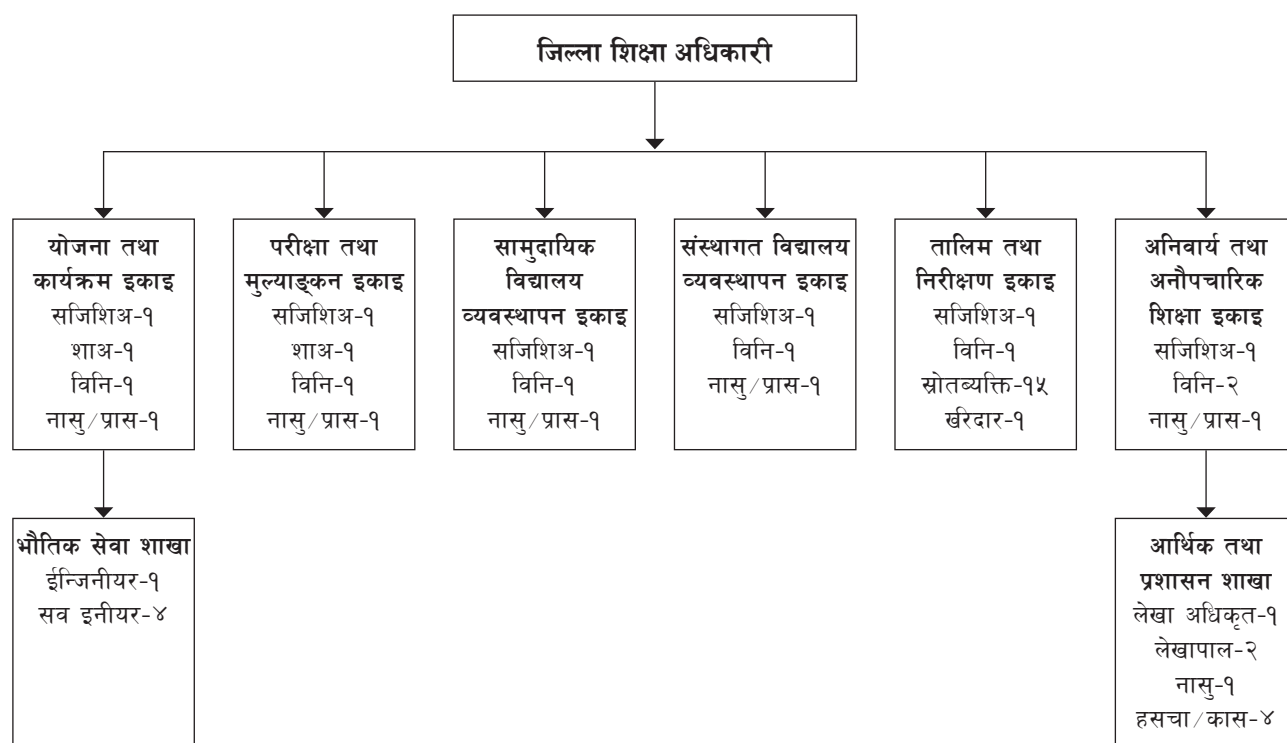 जिल्ला शिक्षा अधिकारी
योजना तथा
कार्यक्रम इकाइ
सजिशिअ-१
शाअ-१
विनि-१
नासु/प्रास-१
परीक्षा तथा
मुल्याङ्कन इकाइ
सजिशिअ-१
शाअ-१
विनि-१
नासु/प्रास-१
सामुदायिक
विद्यालय
व्यवस्थापन इकाइ
सजिशिअ-१
विनि-१
नासु/प्रास-१
संस्थागत विद्यालय
व्यवस्थापन इकाइ
सजिशिअ-१
विनि-१
नासु/प्रास-१
तालिम तथा
निरीक्षण इकाइ
सजिशिअ-१
विनि-१
स्रोतब्यक्ति-१५
खरिदार-१
अनिवार्य तथा
अनौपचारिक
शिक्षा इकाइ
सजिशिअ-१
विनि-२
नासु/प्रास-१
भौतिक सेवा शाखा
ईन्जिनीयर-१
सव इनीयर-४
आर्थिक तथा
प्रशासन शाखा
लेखा अधिकृत-१
लेखापाल-२
नासु-१
हसचा/कास-४